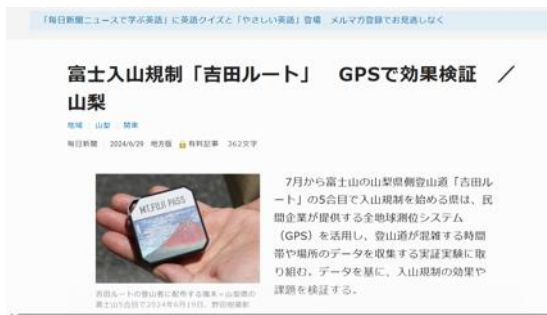 「毎日新聞ニュースで学ぶ英語」に英語クイズと「やさしい英語」登場　メルマガ登録でお見逃しなく
富士入山規制「吉田ルート」　GPSで効果検証　／
山梨
地域　山梨　関東
毎日新聞　2024/6/29　地方版　有料記事　362文字
MT.FUJI PASS
7月から富士山の山梨県側登山道「吉田ル
ート」の5合目で入山規制を始める県は、民
間企業が提供する全地球測位システム
（GPS）を活用し、登山道が混雑する時間
帯や場所のデータを収集する実証実験に取
り組む。データを基に、入山規制の効果や
課題を検証する。
吉田ルートの登山者に配布する端末＝山梨県の
富士山5合目で2024年6月19日、野田樹撮影